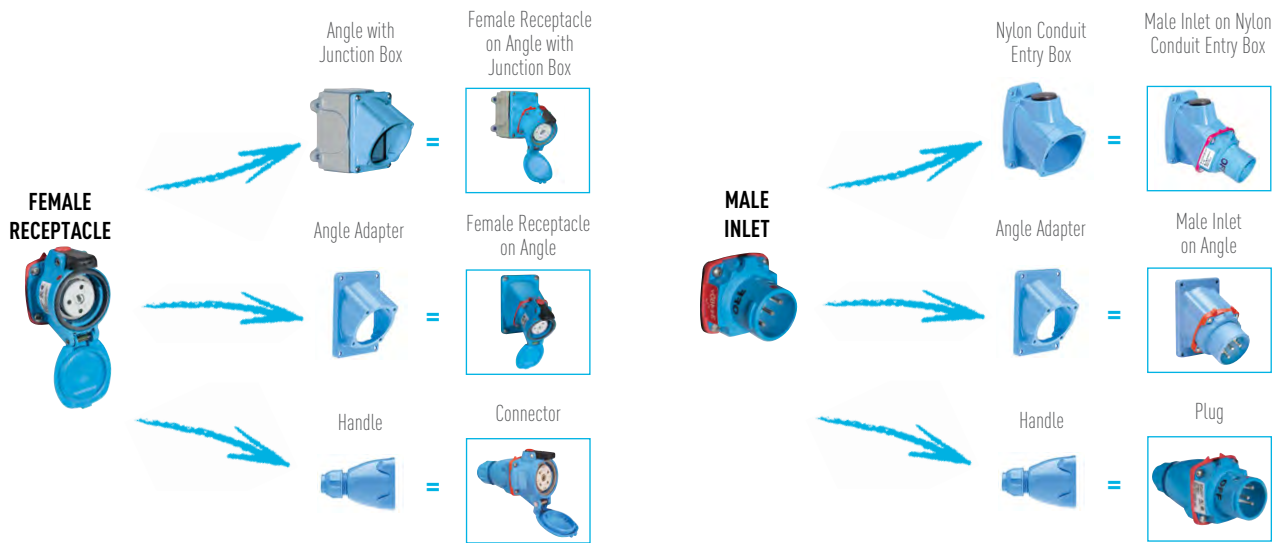 Angle with
Junction Box
Female Receptacle
on Angle with
Junction Box
=
FEMALE
RECEPTACLE
Angle Adapter
Female Receptacle
on Angle
=
Handle
Connector
=
Nylon Conduit
Entry Box
Male Inlet on Nylon
Conduit Entry Box
=
MALE
INLET
OFF
Angle Adapter
Male Inlet
on Angle
=
Handle
Plug
=
OFF